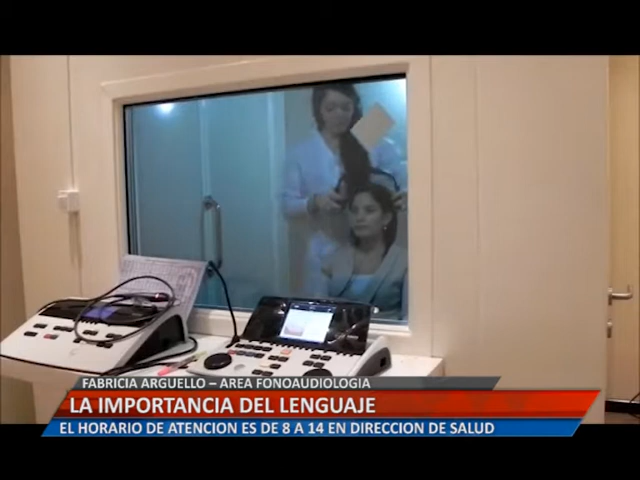 FABRICIA ARGUELLO – AREA FONOAUDIOLOGIA
LA IMPORTANCIA DEL LENGUAJE
EL HORARIO DE ATENCION ES DE 8 A 14 EN DIRECCION DE SALUD